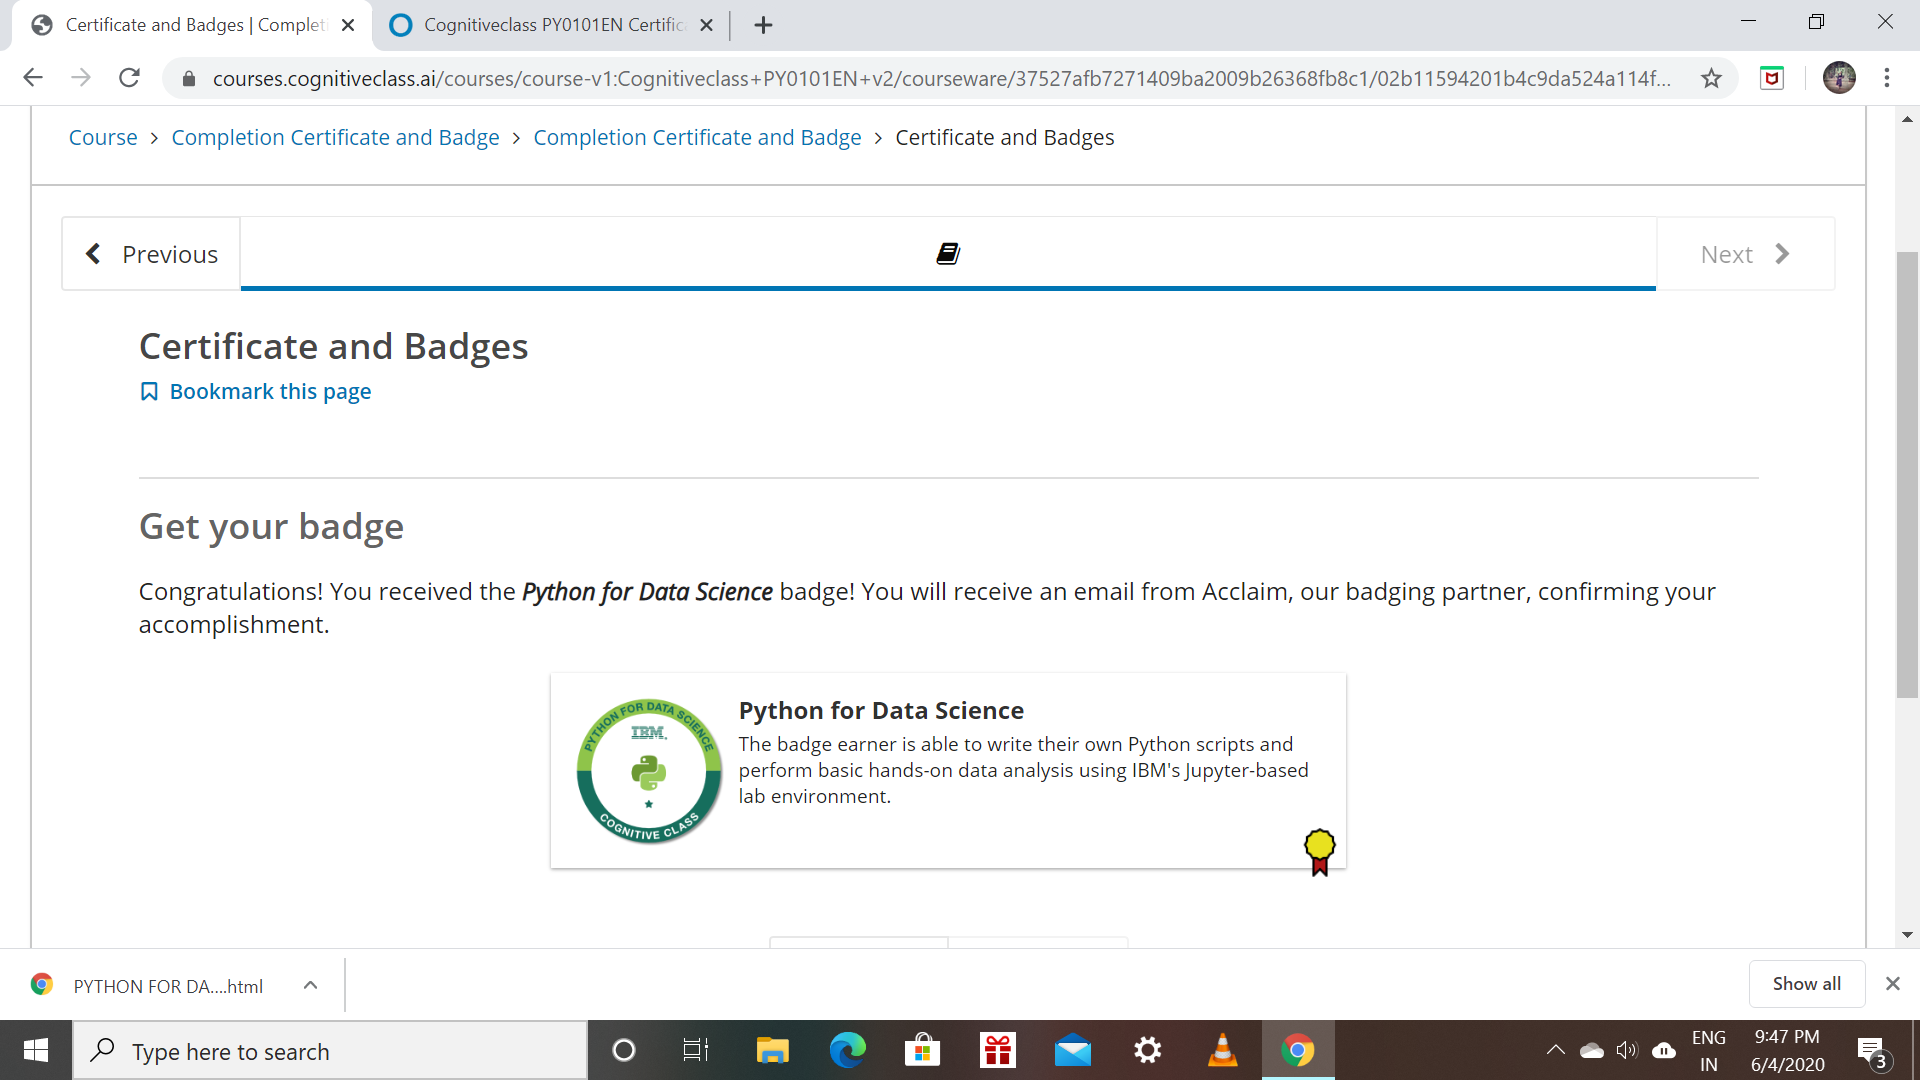 Certificate and Badges | Complet
Cognitiveclass PY0101EN Certific
courses.cognitiveclass.ai/courses/course-v1:Cognitiveclass+PY0101EN+v2/courseware/37527afb7271409ba2009b26368fb8c1/02b11594201b4c9da524a114f...
Course > Completion Certificate and Badge > Completion Certificate and Badge > Certificate and Badges
Previous
Next
Certificate and Badges
Bookmark this page
Get your badge
Congratulations! You received the Python for Data Science badge! You will receive an email from Acclaim, our badging partner, confirming your
accomplishment.
PYTHON FOR DATA SCIENCE
IBM.
COGNITIVE CLASS
Python for Data Science
The badge earner is able to write their own Python scripts and
perform basic hands-on data analysis using IBM's Jupyter-based
lab environment.
PYTHON FOR DA....html
Show all
Type here to search
ENG
IN
9:47 PM
6/4/2020
3